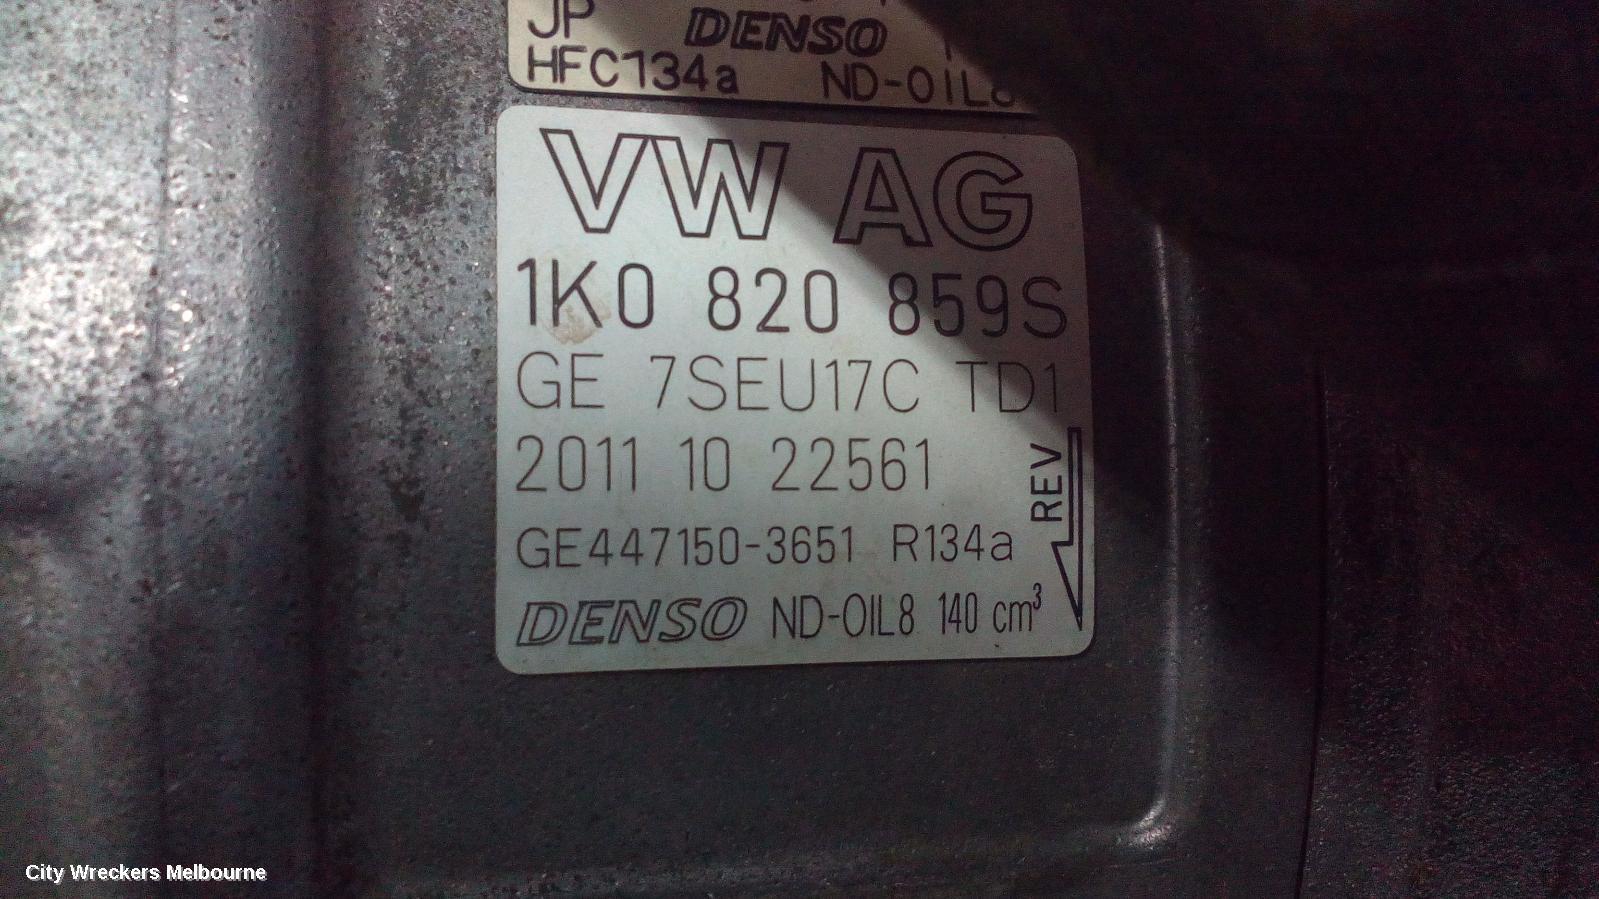 JP DENSO
HFC134a ND-OIL8
VW AG
1K0 820 859S
GE 7SEU17C TD1
2011 10 22561
REV
GE447150-3651 R134a
DENSO ND-OIL8 140 cm³
City Wreckers Melbourne